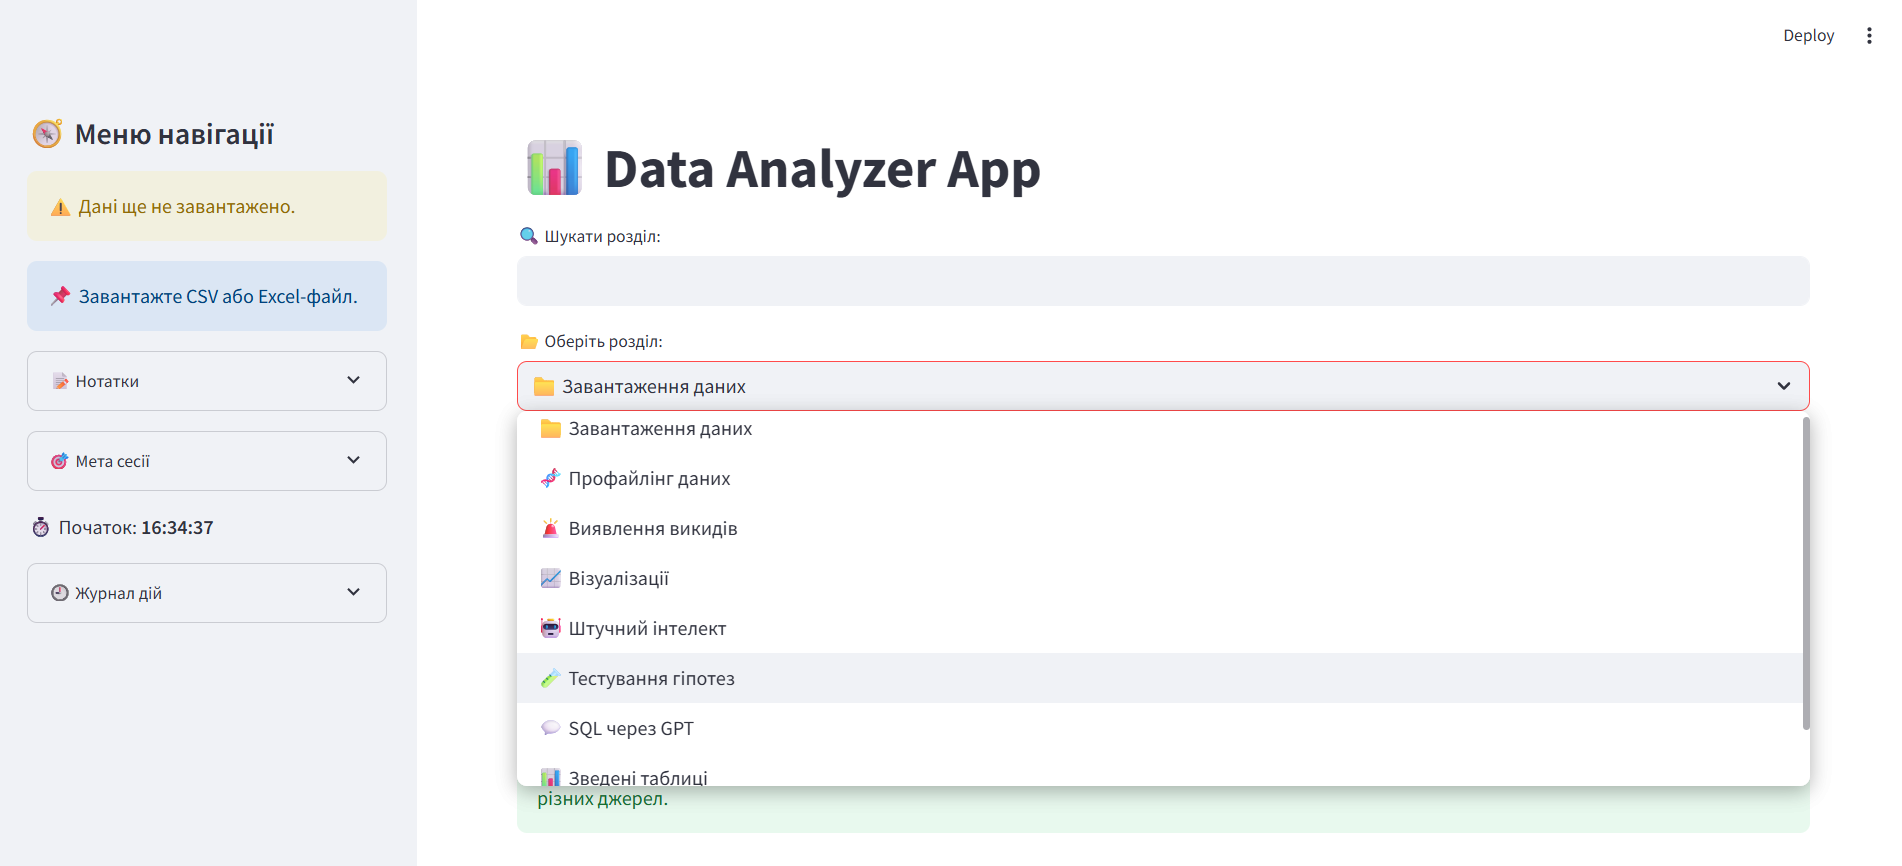 Deploy
Меню навігації
Дані ще не завантажено.
Завантажте CSV або Excel-файл.
Нотатки
Мета сесії
Початок: 16:34:37
Журнал дій
Data Analyzer App
Шукати розділ:
Оберіть розділ:
Завантаження даних
Завантаження даних
Профайлінг даних
Виявлення викидів
Візуалізації
Штучний інтелект
Тестування гіпотез
SQL через GPT
Зведені таблиці
різних джерел.